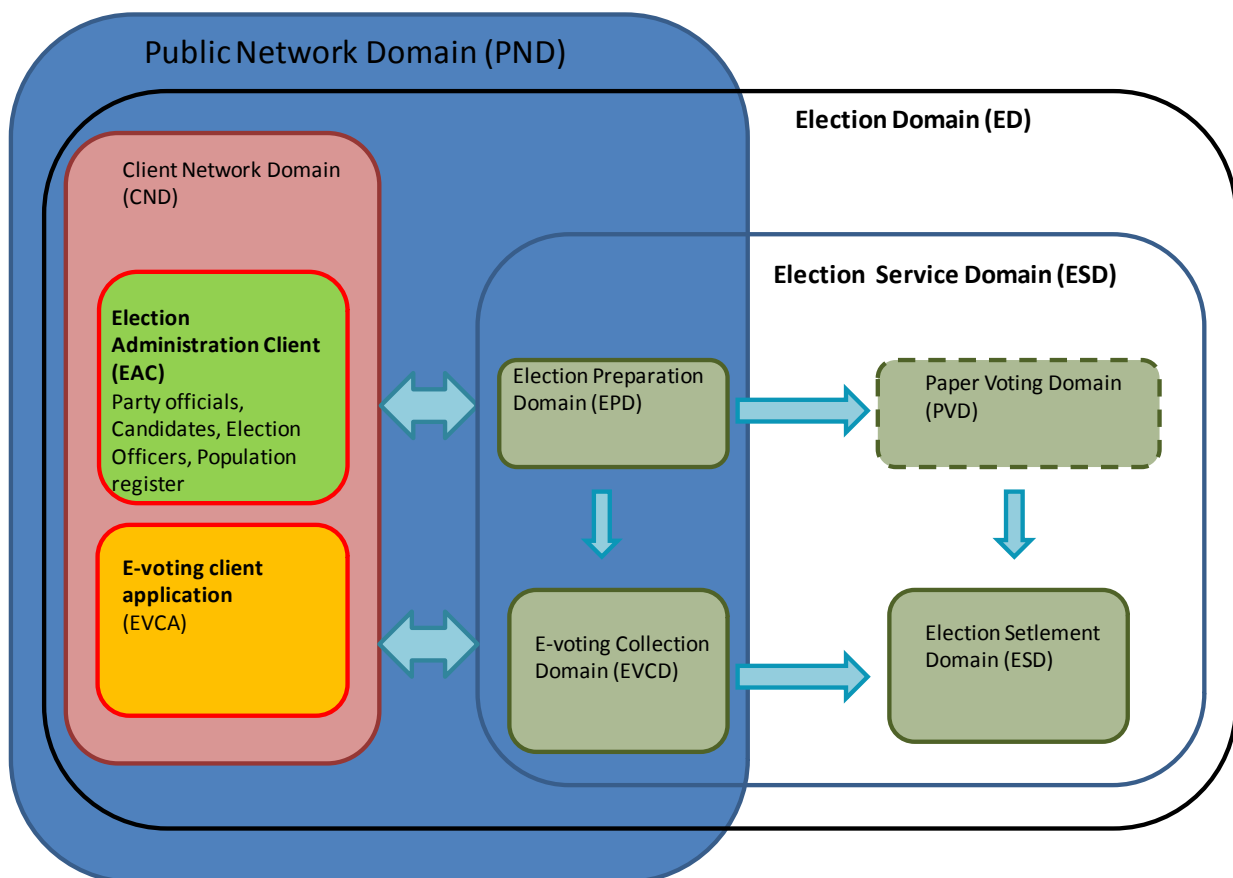 Public Network Domain (PND)
Election Domain (ED)
Client Network Domain
(CND)
Election Service Domain (ESD)
Election
Administration Client
(EAC)
Party officials,
Candidates, Election
Officers, Population
register
Election Preparation
Domain (EPD)
Paper Voting Domain
(PVD)
E-voting client
application
(EVCA)
E-voting Collection
Domain (EVCD)
Election Setlement
Domain (ESD)